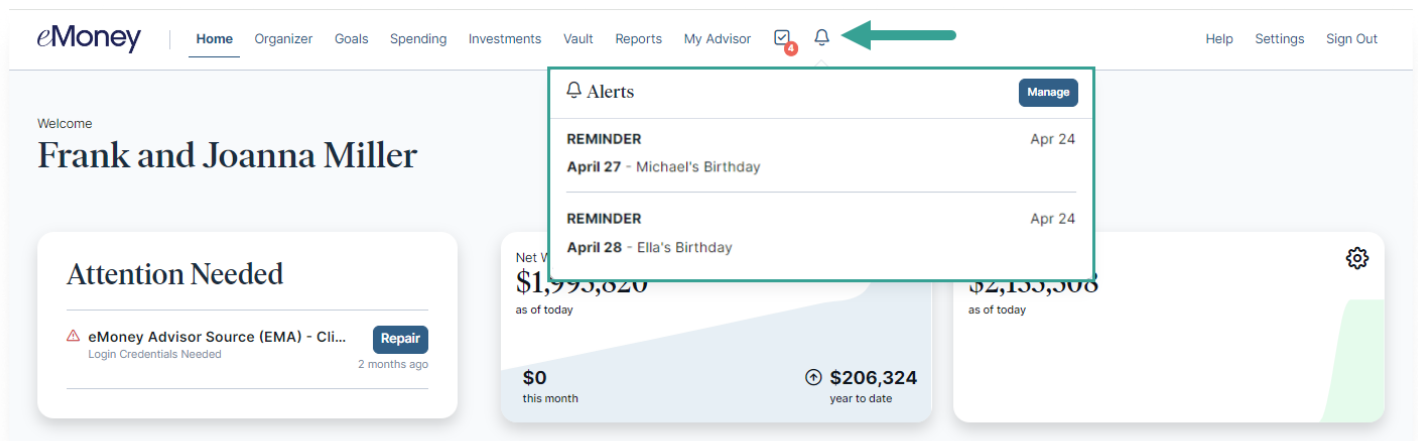 eMoney
Home Organizer Goals Spending Investments Vault Reports My Advisor 4 Help Settings Sign Out
Alerts Manage
REMINDER Apr 24
April 27 - Michael's Birthday
REMINDER Apr 24
April 28 - Ella's Birthday
Welcome
Frank and Joanna Miller
Attention Needed
eMoney Advisor Source (EMA) - Cli... Repair
Login Credentials Needed
2 months ago
Net
as of today
$0
this month
$206,324
year to date
as of today